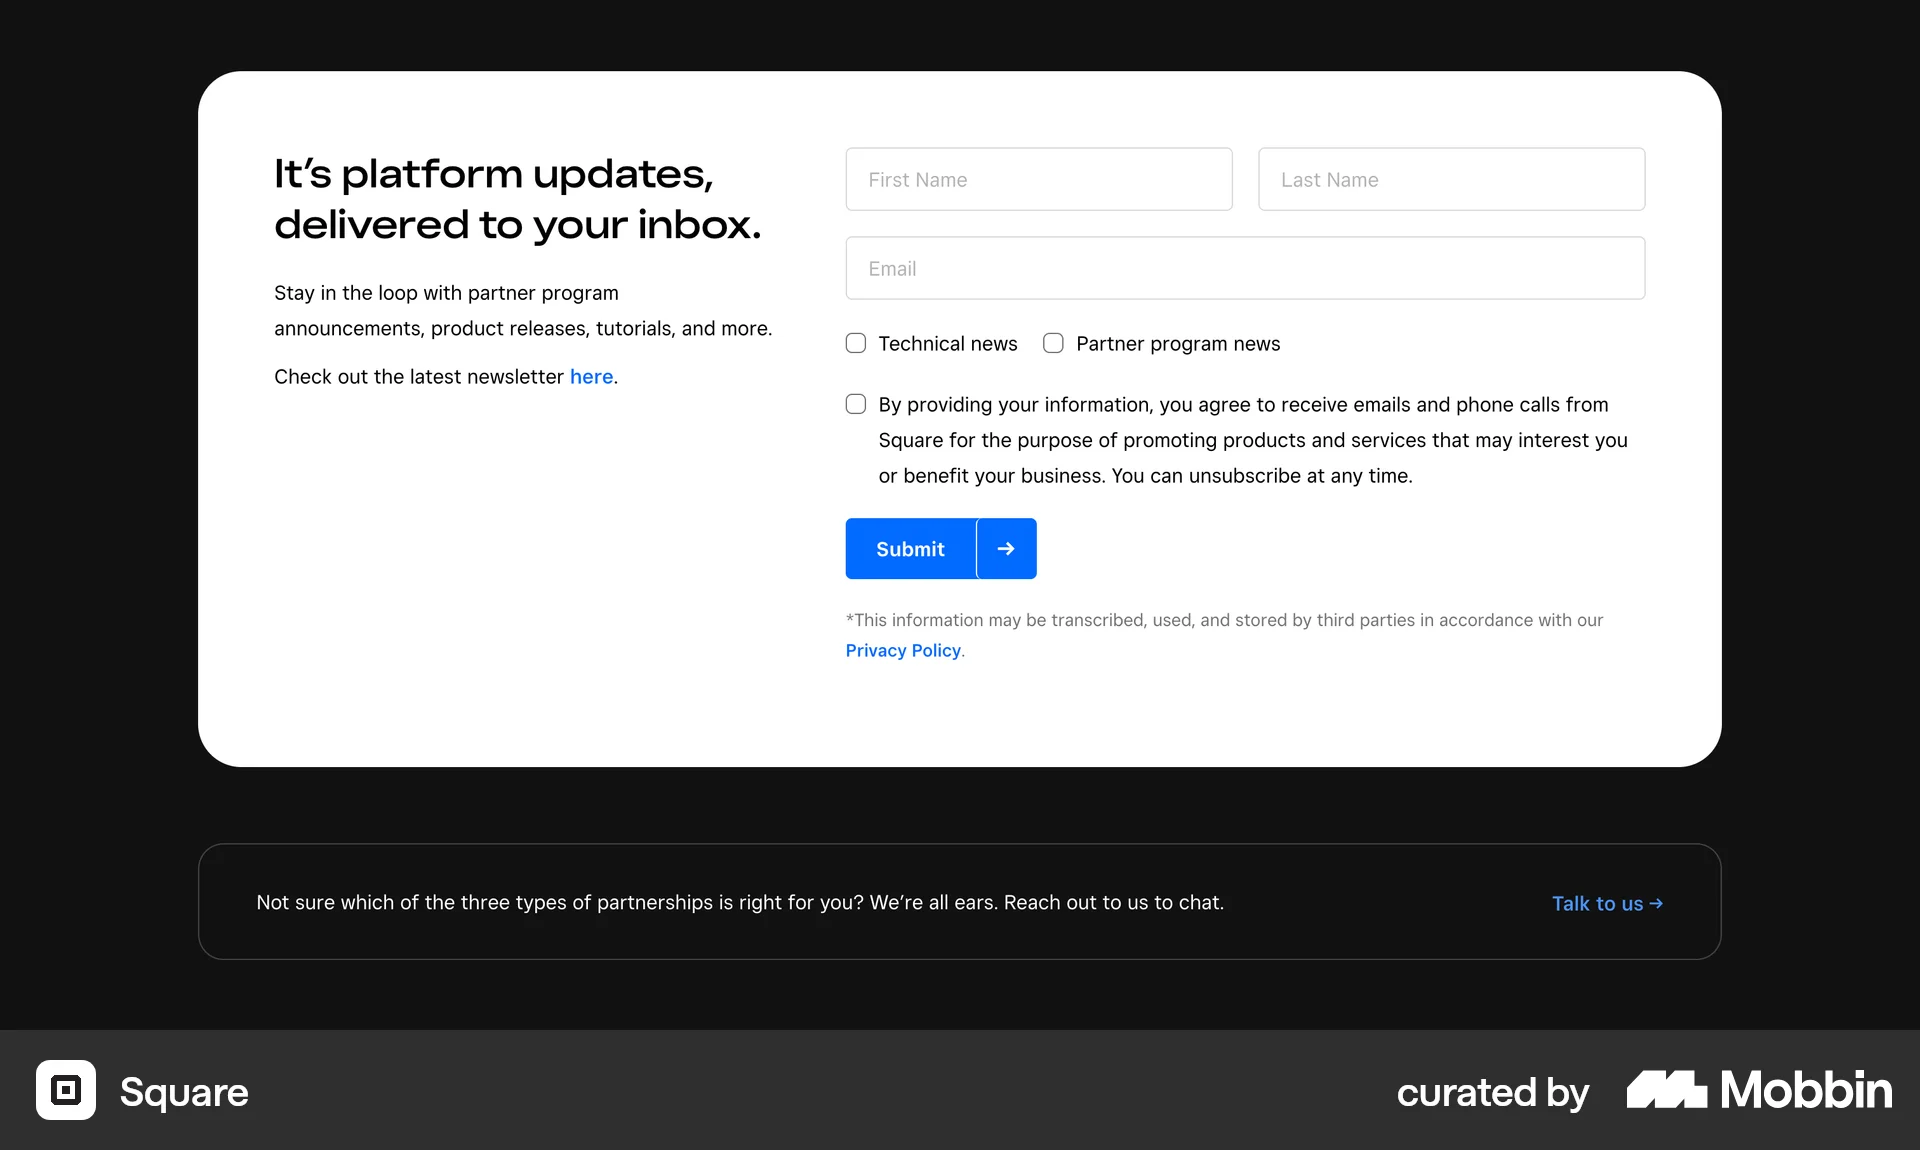 It’s platform updates,
delivered to your inbox.
Stay in the loop with partner program
announcements, product releases, tutorials, and more.
Check out the latest newsletter here.
First Name
Last Name
Email
Technical news
Partner program news
By providing your information, you agree to receive emails and phone calls from
Square for the purpose of promoting products and services that may interest you
or benefit your business. You can unsubscribe at any time.
Submit →
*This information may be transcribed, used, and stored by third parties in accordance with our
Privacy Policy.
Not sure which of the three types of partnerships is right for you? We’re all ears. Reach out to us to chat.
Talk to us →
Square
curated by Mobbin